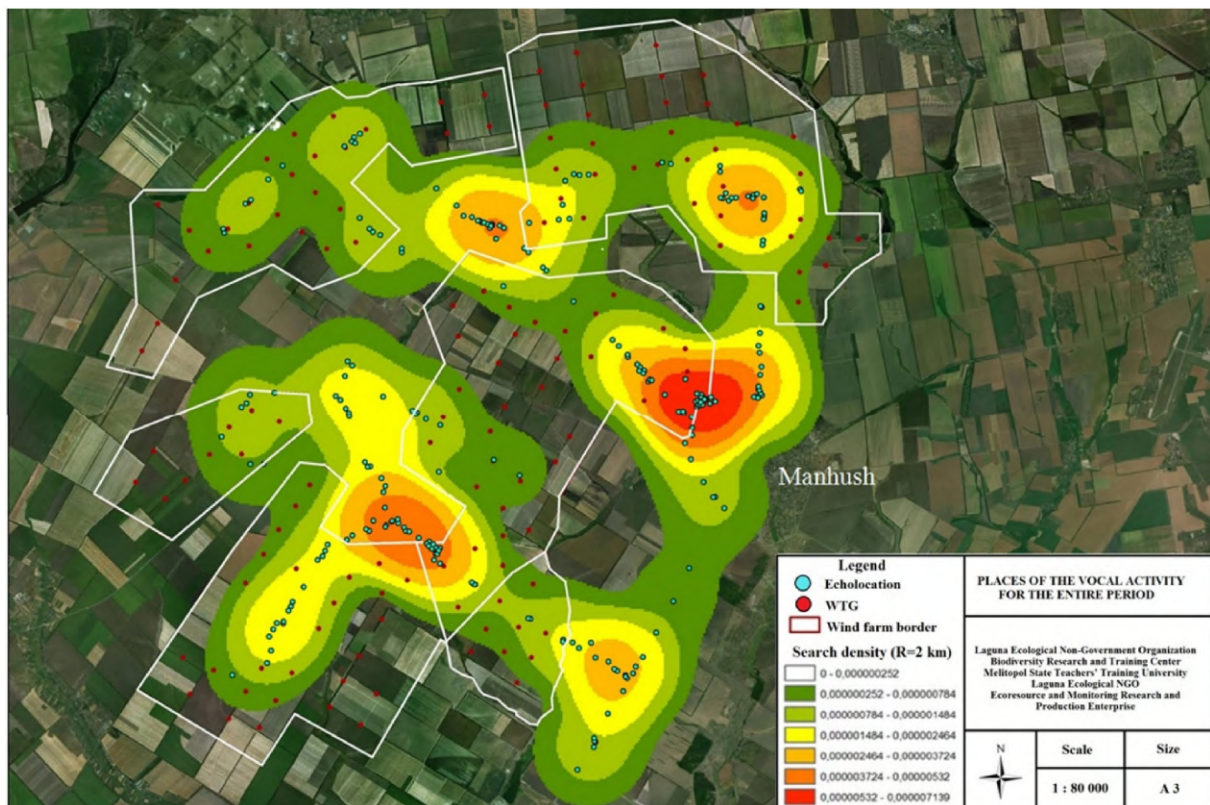 Manhush
Legend
Echolocation
WTG
Wind farm border
Search density (R=2 km)
0 - 0,000000252
0,000000252 - 0,000000784
0,000000784 - 0,000001484
0,000001484 - 0,000002464
0,000002464 - 0,000003724
0,000003724 - 0,00000532
0,00000532 - 0,000007139
PLACES OF THE VOCAL ACTIVITY
FOR THE ENTIRE PERIOD
Laguna Ecological Non-Government Organization
Biodiversity Research and Training Center
Melitopol State Teachers' Training University
Laguna Ecological NGO
Ecoresource and Monitoring Research and
Production Enterprise
N
Scale
Size
1 : 80 000
A 3